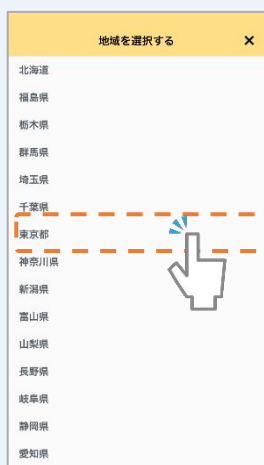 地域を選択する ×
北海道
福島県
栃木県
群馬県
埼玉県
千葉県
東京都
神奈川県
新潟県
富山県
山梨県
長野県
岐阜県
静岡県
愛知県